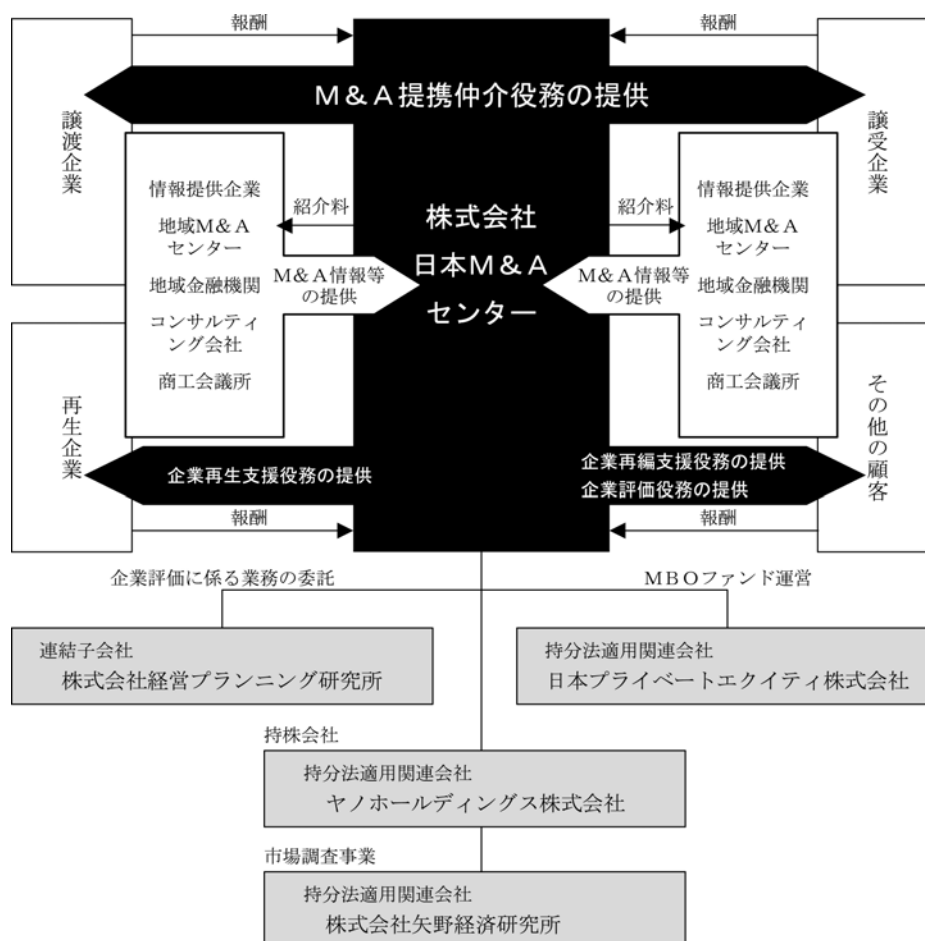 報酬
報酬
M&A提携仲介役務の提供
譲渡企業
譲受企業
情報提供企業
地域M&A
センター
地域金融機関
コンサルティ
ング会社
商工会議所
紹介料
M&A情報等
の提供
株式会社
日本M&A
センター
紹介料
M&A情報等
の提供
情報提供企業
地域M&A
センター
地域金融機関
コンサルティ
ング会社
商工会議所
再生企業
その他の顧客
企業再生支援役務の提供
企業再編支援役務の提供
企業評価役務の提供
報酬
報酬
企業評価に係る業務の委託
MBOファンド運営
連結子会社
株式会社経営プランニング研究所
持分法適用関連会社
日本プライベートエクイティ株式会社
持株会社
持分法適用関連会社
ヤノホールディングス株式会社
市場調査事業
持分法適用関連会社
株式会社矢野経済研究所